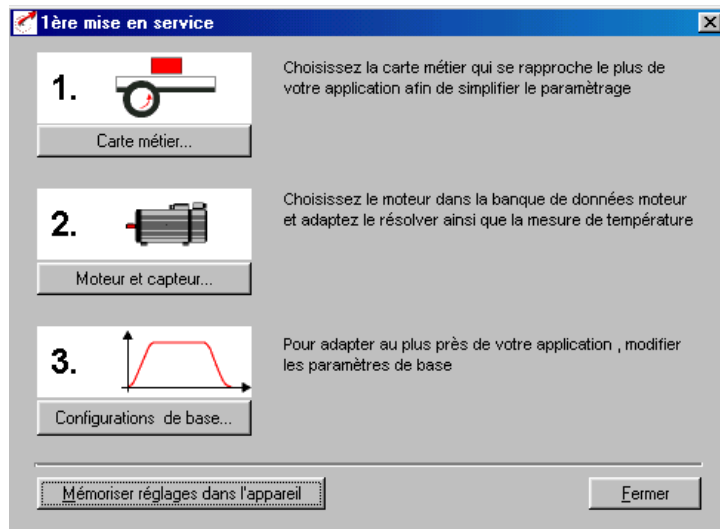 1ère mise en service
1.
Choisissez la carte métier qui se rapproche le plus de
votre application afin de simplifier le paramètrage
Carte métier...
2.
Choisissez le moteur dans la banque de données moteur
et adaptez le résolver ainsi que la mesure de température
Moteur et capteur...
3.
Pour adapter au plus près de votre application , modifier
les paramètres de base
Configurations de base...
Mémoriser réglages dans l'appareil
Fermer